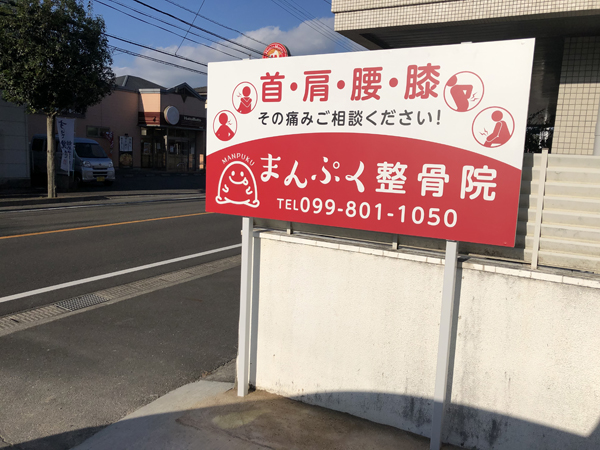 首・肩・腰・膝
その痛みご相談ください!
MANPUKU
まんぷく整骨院
TEL099-801-1050